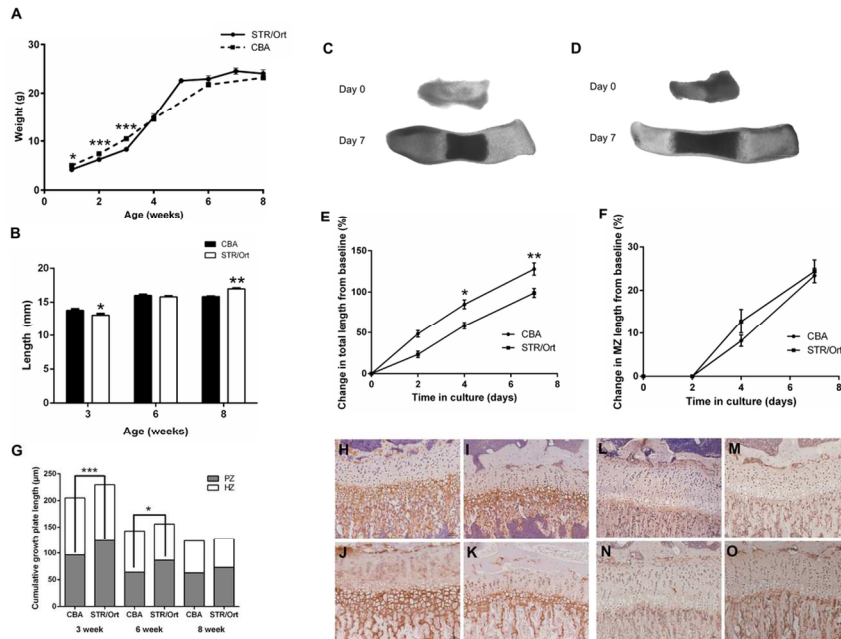 A
STR/Ort
CBA
Weight (g)
30
20
10
0
* *** ***
0 2 4 6 8
Age (weeks)
B
CBA
STR/Ort
Length (mm)
20
15
10
5
0
* **
3 6 8
Age (weeks)
C
Day 0
Day 7
D
Day 0
Day 7
E
Change in total length from baseline (%)
150
100
50
0
* **
CBA
STR/Ort
0 2 4 6 8
Time in culture (days)
F
Change in MZ length from baseline (%)
30
20
10
0
CBA
STR/Ort
0 2 4 6 8
Time in culture (days)
G
Cumulative growth plate length (µm)
250
200
150
100
50
0
***
*
PZ
HZ
CBA STR/Ort CBA STR/Ort CBA STR/Ort
3 week 6 week 8 week
H I L M
J K N O